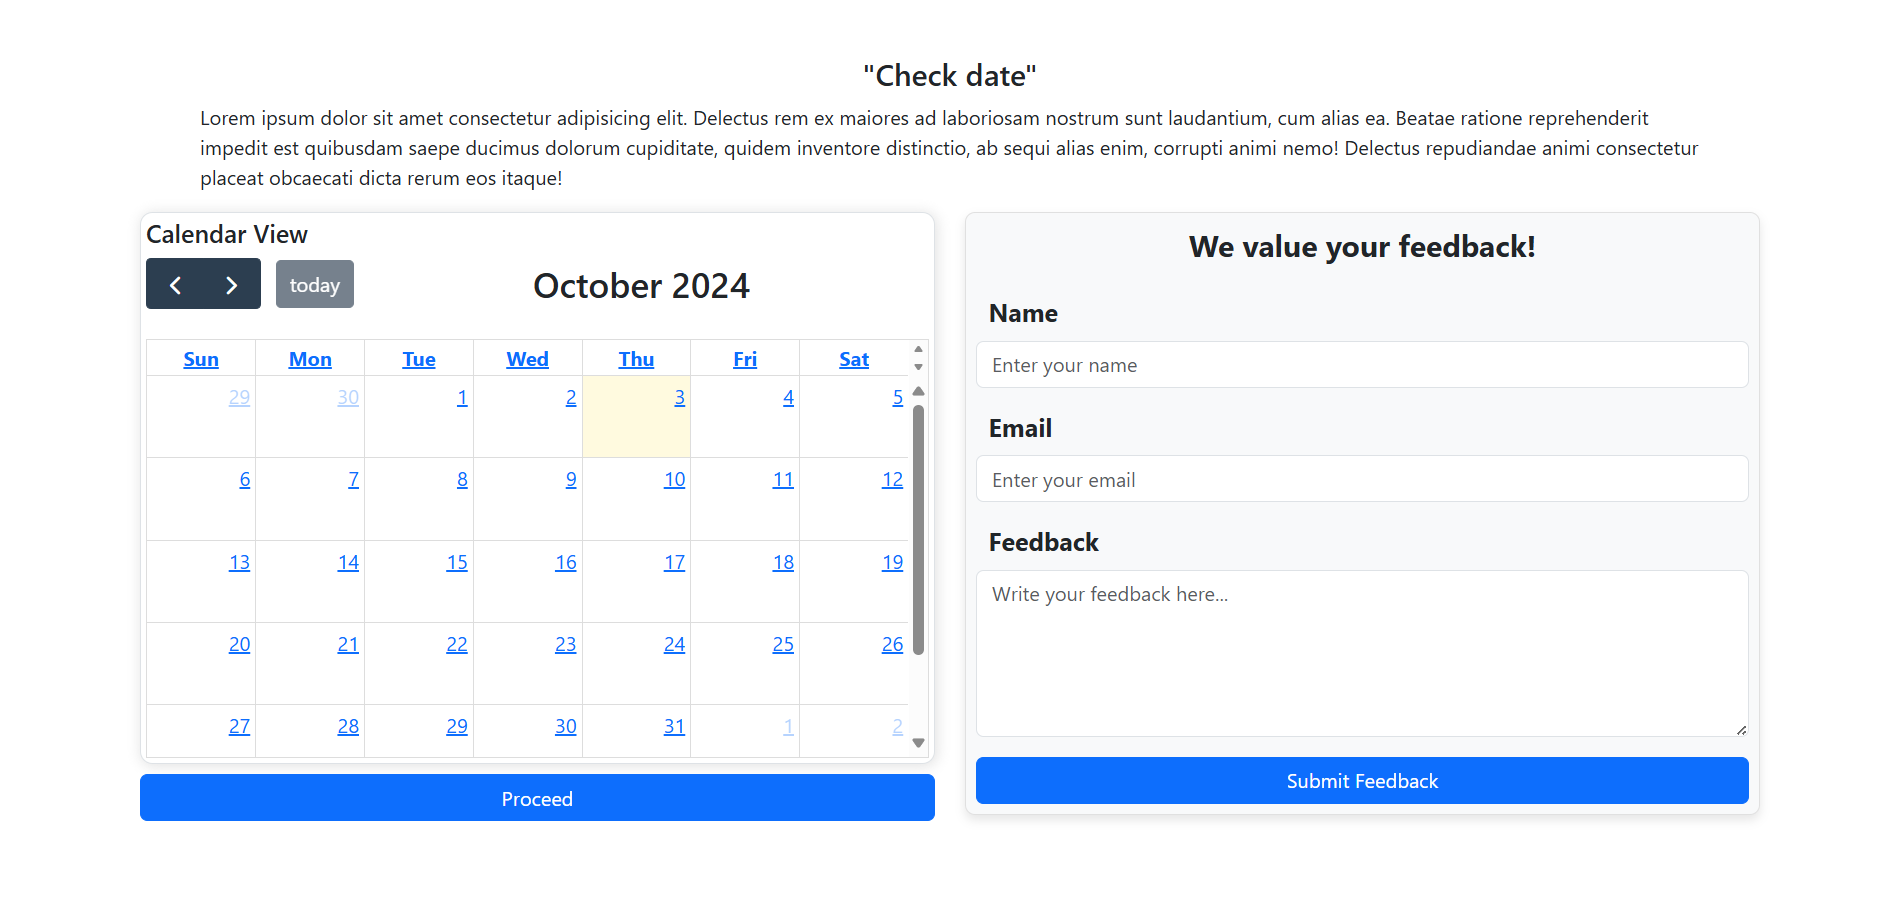 "Check date"
Lorem ipsum dolor sit amet consectetur adipisicing elit. Delectus rem ex maiores ad laboriosam nostrum sunt laudantium, cum alias ea. Beatae ratione reprehenderit
impedit est quibusdam saepe ducimus dolorum cupiditate, quidem inventore distinctio, ab sequi alias enim, corrupti animi nemo! Delectus repudiandae animi consectetur
placeat obcaecati dicta rerum eos itaque!
Calendar View
today
October 2024
Sun Mon Tue Wed Thu Fri Sat
29 30 1 2 3 4 5
6 7 8 9 10 11 12
13 14 15 16 17 18 19
20 21 22 23 24 25 26
27 28 29 30 31 1 2
Proceed
We value your feedback!
Name
Enter your name
Email
Enter your email
Feedback
Write your feedback here...
Submit Feedback